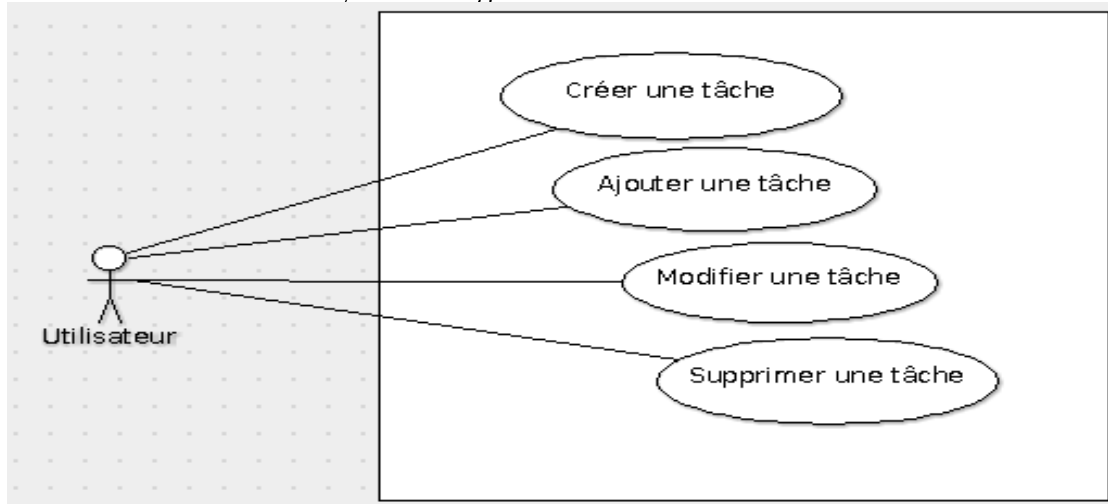 Créer une tâche
Ajouter une tâche
Modifier une tâche
Utilisateur
Supprimer une tâche